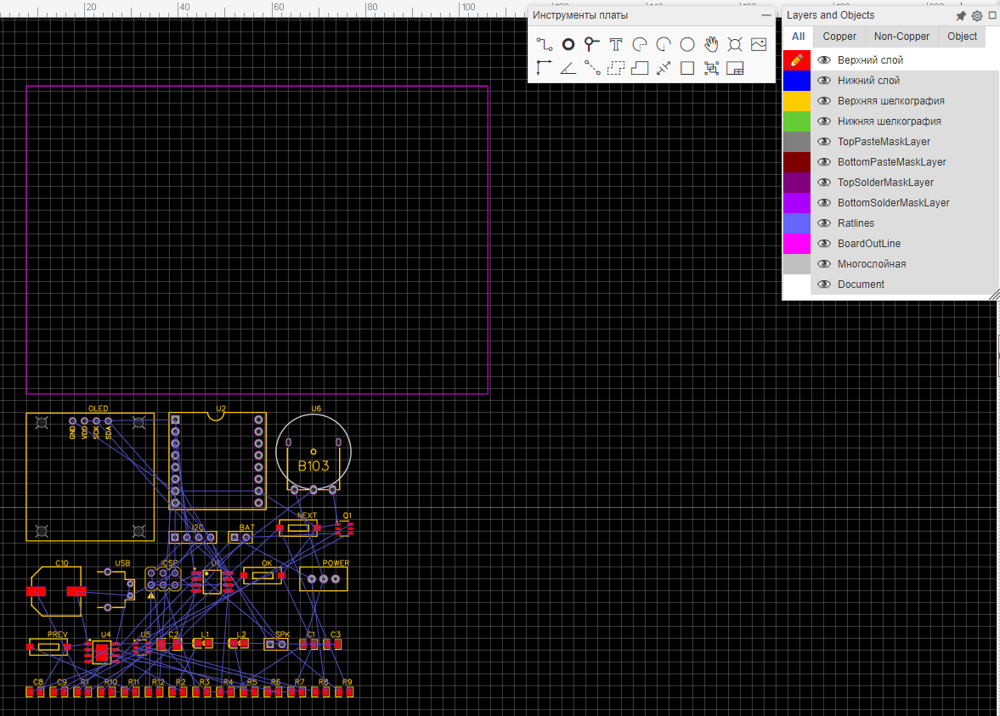 20
40
60
80
100
Инструменты платы
Layers and Objects
All
Copper
Non-Copper
Object
Верхний слой
Нижний слой
Верхняя шелкография
Нижняя шелкография
TopPasteMaskLayer
BottomPasteMaskLayer
TopSolderMaskLayer
BottomSolderMaskLayer
Ratlines
BoardOutLine
Многослойная
Document
OLED
U2
U6
GND
VDD
SCK
SDA
B103
NEXT
Q1
I2C
BAT
C10
USB
ICSP
OK
POWER
PREV
U4
U5
C2
L1
L2
SPK
C1
C3
C8
C9
R1
R10
R11
R12
R2
R3
R4
R5
R6
R7
R8
R9